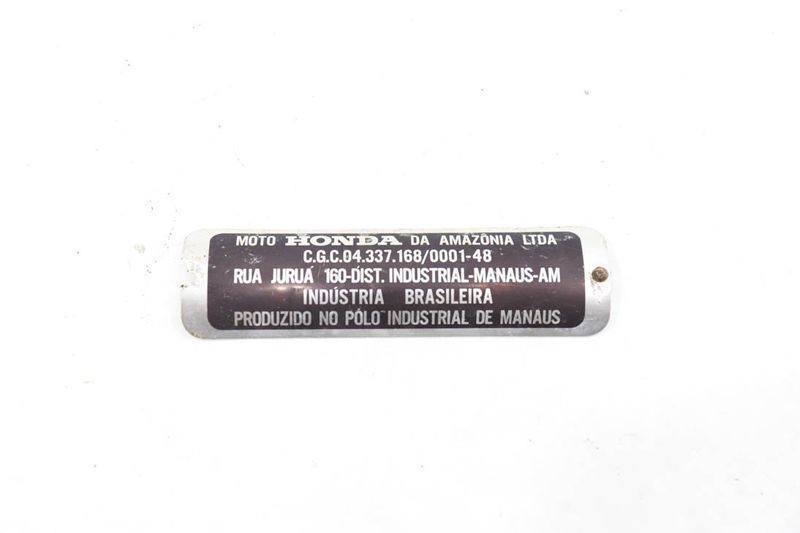 MOTO HONDA DA AMAZÔNIA LTDA
C.G.C.04.337.168/0001-48
RUA JURUÁ 160-DIST. INDUSTRIAL-MANAUS-AM
INDÚSTRIA BRASILEIRA
PRODUZIDO NO PÓLO INDUSTRIAL DE MANAUS